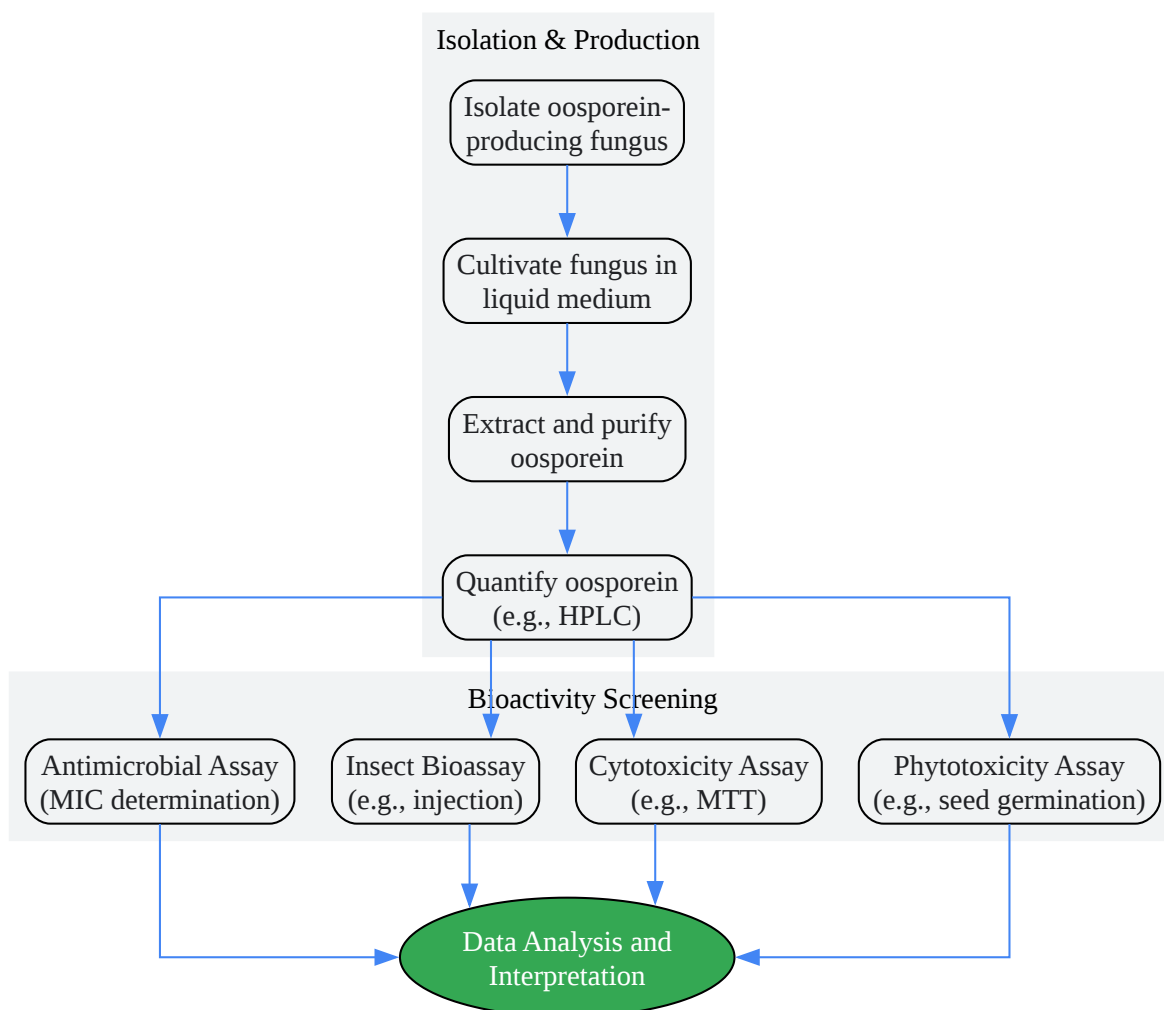 Isolation & Production
Isolate oosporein-
producing fungus
Cultivate fungus in
liquid medium
Extract and purify
oosporein
Quantify oosporein
(e.g., HPLC)
Bioactivity Screening
Antimicrobial Assay
(MIC determination)
Insect Bioassay
(e.g., injection)
Cytotoxicity Assay
(e.g., MTT)
Phytotoxicity Assay
(e.g., seed germination)
Data Analysis and
Interpretation